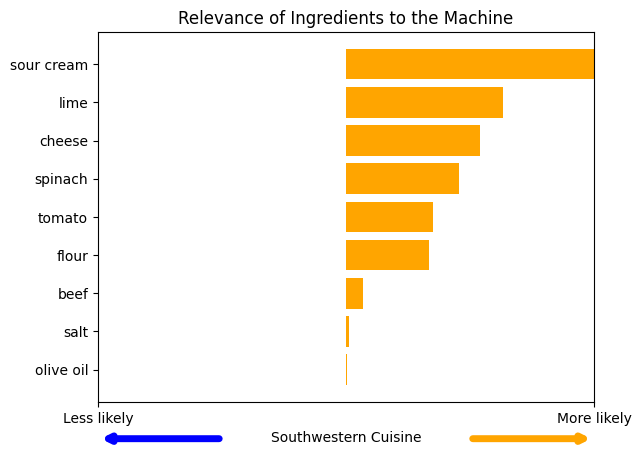 Relevance of Ingredients to the Machine
sour cream
lime
cheese
spinach
tomato
flour
beef
salt
olive oil
Less likely
More likely
Southwestern Cuisine